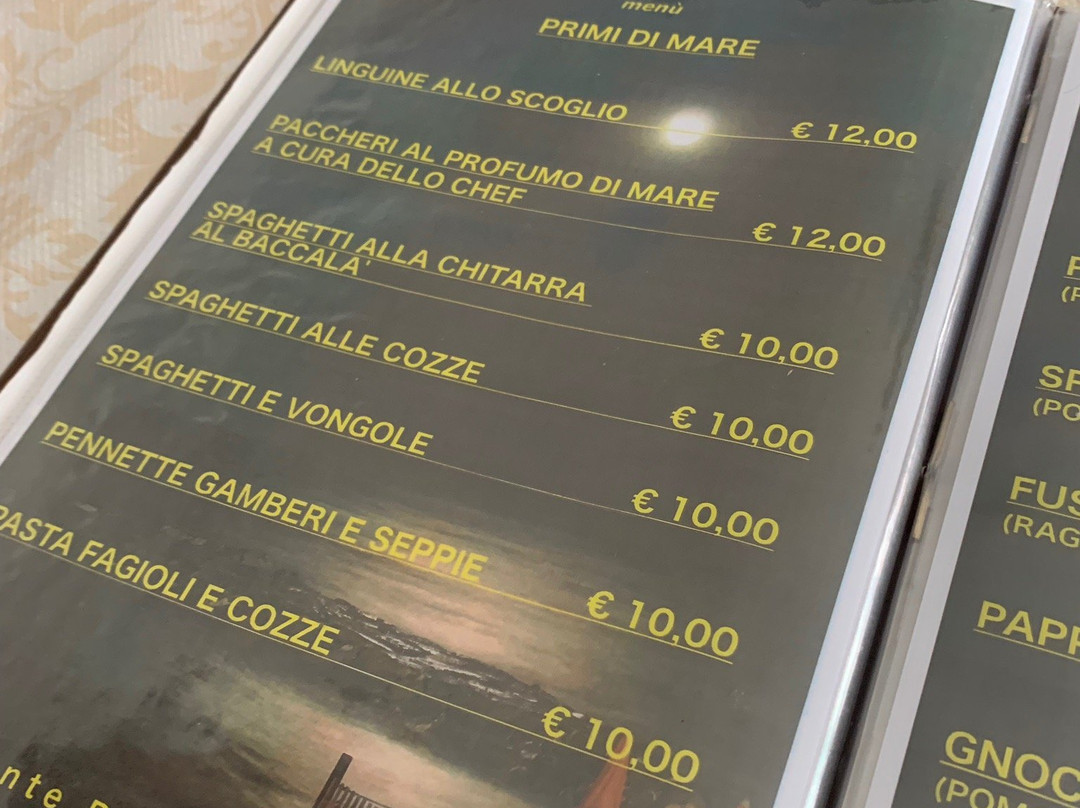 menù
PRIMI DI MARE
LINGUINE ALLO SCOGLIO
€ 12,00
PACCHERI AL PROFUMO DI MARE
A CURA DELLO CHEF
€ 12,00
SPAGHETTI ALLA CHITARRA
AL BACCALA'
€ 10,00
SPAGHETTI ALLE COZZE
€ 10,00
SPAGHETTI E VONGOLE
€ 10,00
PENNETTE GAMBERI E SEPPIE
€ 10,00
PASTA FAGIOLI E COZZE
€ 10,00